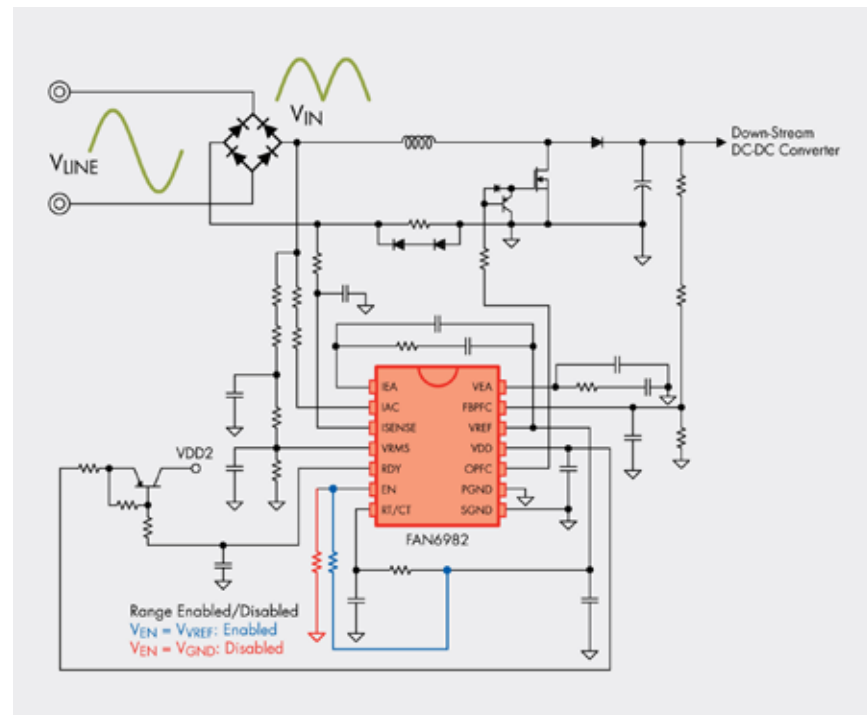 VIN
VLINE
Down-Stream
DC-DC Converter
IEA
IAC
ISENSE
VRMS
RDY
EN
RT/CT
VEA
FBPFC
VREF
VDD
OPFC
PGND
SGND
FAN6982
VDD2
Range Enabled/Disabled
VEN = VVREF: Enabled
VEN = VGND: Disabled